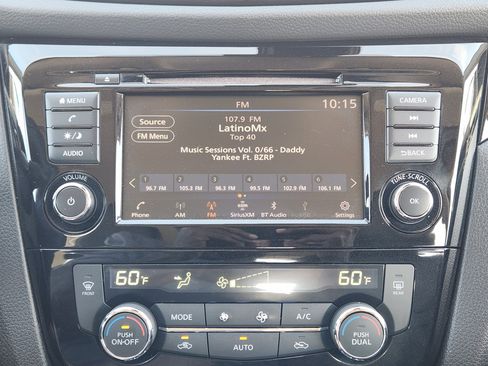 FM 10:15
MENU
CAMERA
Source
107.9 FM
LatinoMx
Top 40
FM Menu
AUDIO
BACK
Music Sessions Vol. 0/66 - Daddy
Yankee Ft. BZRP
VOLUME
TUNE·SCROLL
1 2 3 4 5 6
96.7 FM 105.3 FM 96.3 FM 99.5 FM 102.9 FM 106.1 FM
OK
Phone AM FM SiriusXM BT Audio Settings
60°F 60°F
FRONT
REAR
MODE
A/C
PUSH
ON·OFF
PUSH
DUAL
AUTO